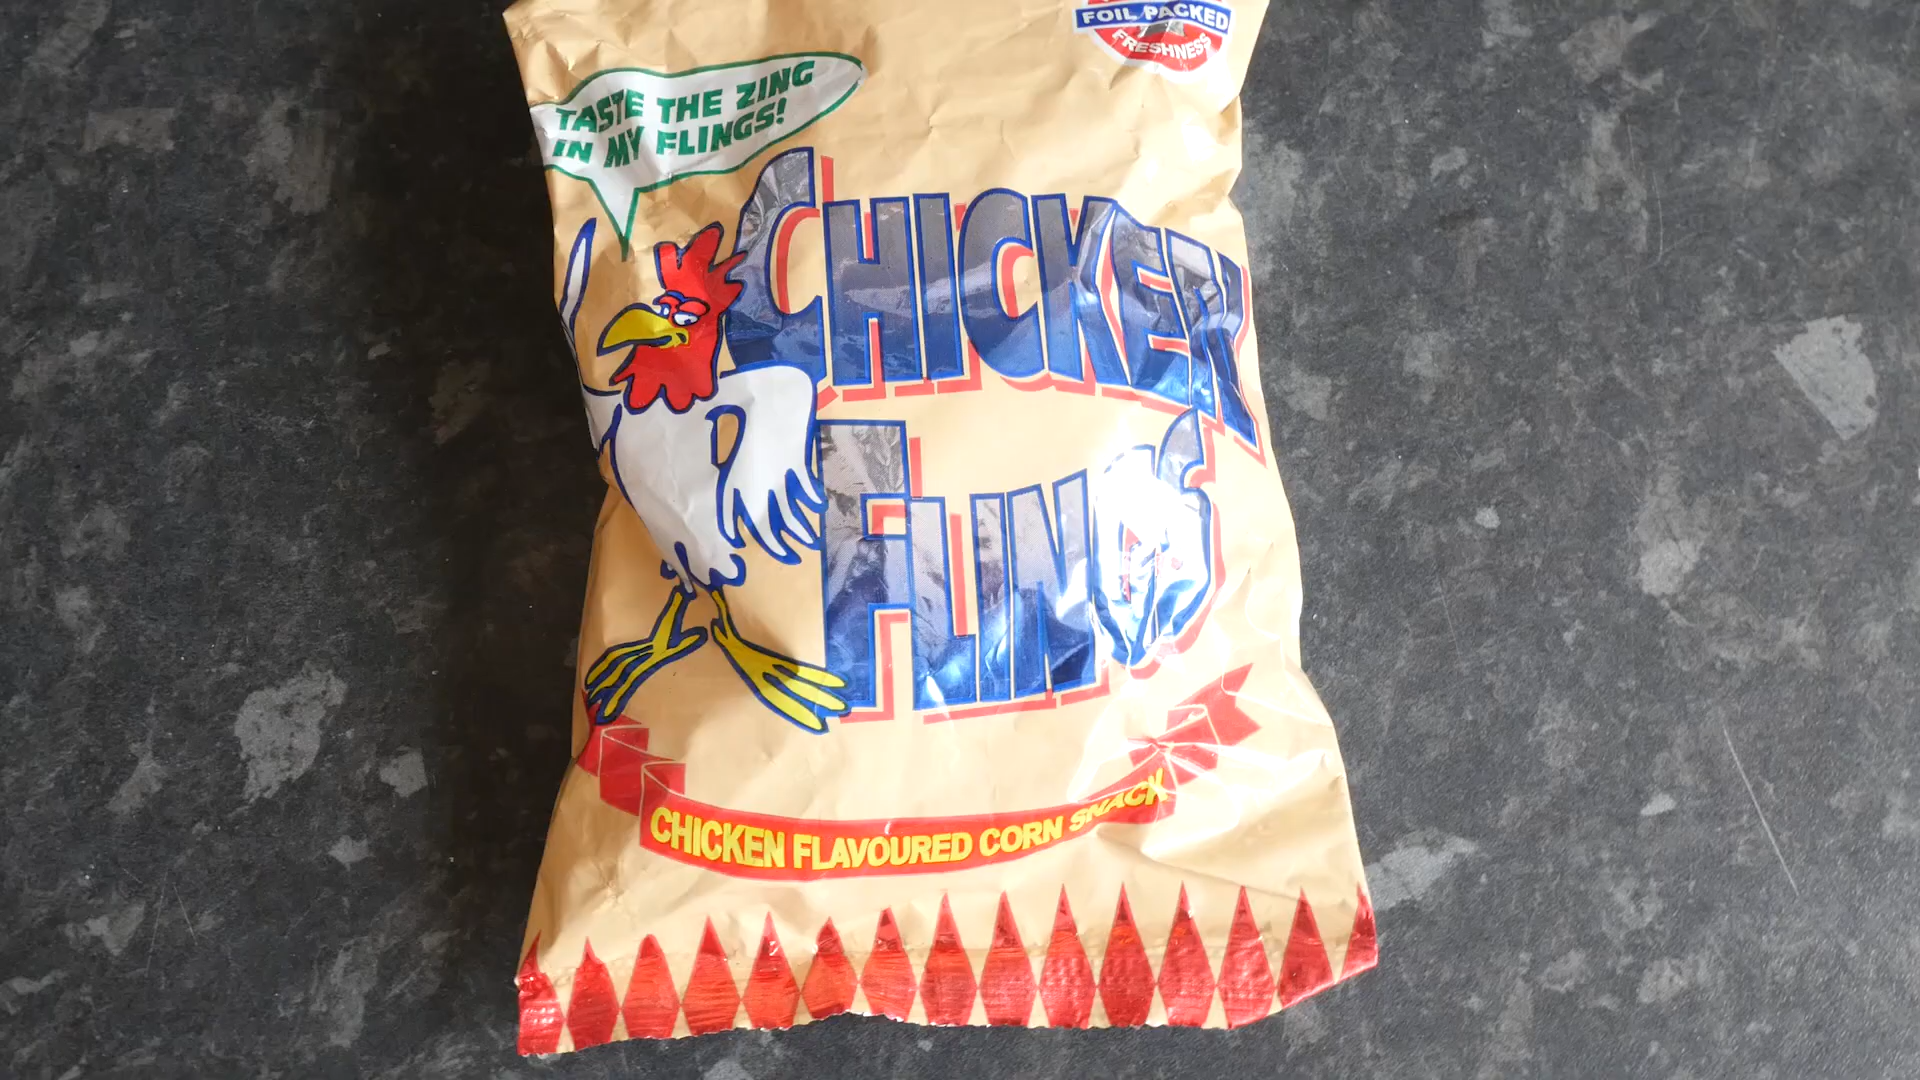 FOIL PACKED
FRESHNESS
TASTE THE ZING
IN MY FLINGS!
CHICKEN
FLINGS
CHICKEN FLAVOURED CORN SNACK